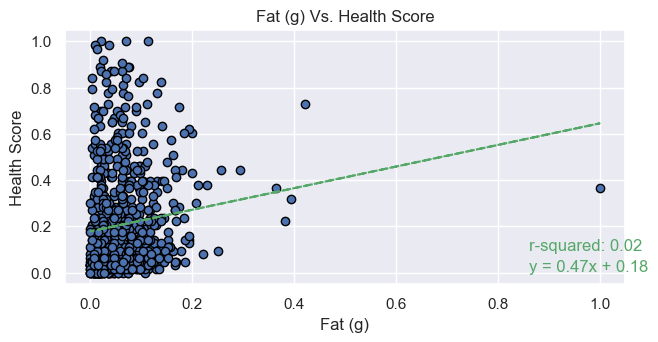 Fat (g) Vs. Health Score
1.0
0.8
0.6
0.4
0.2
0.0
Health Score
r-squared: 0.02
y = 0.47x + 0.18
0.0 0.2 0.4 0.6 0.8 1.0
Fat (g)